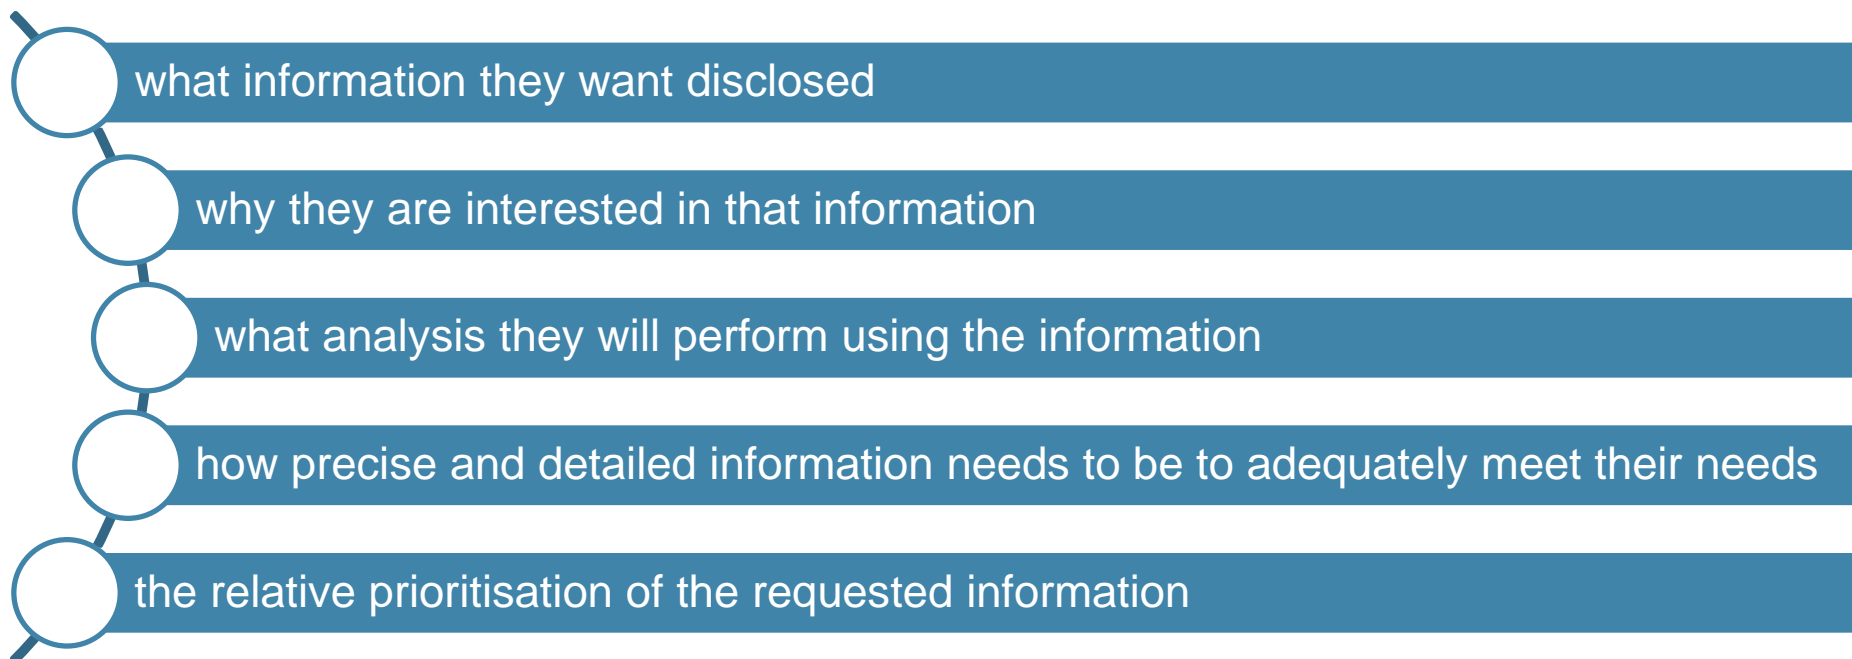 what information they want disclosed
why they are interested in that information
what analysis they will perform using the information
how precise and detailed information needs to be to adequately meet their needs
the relative prioritisation of the requested information